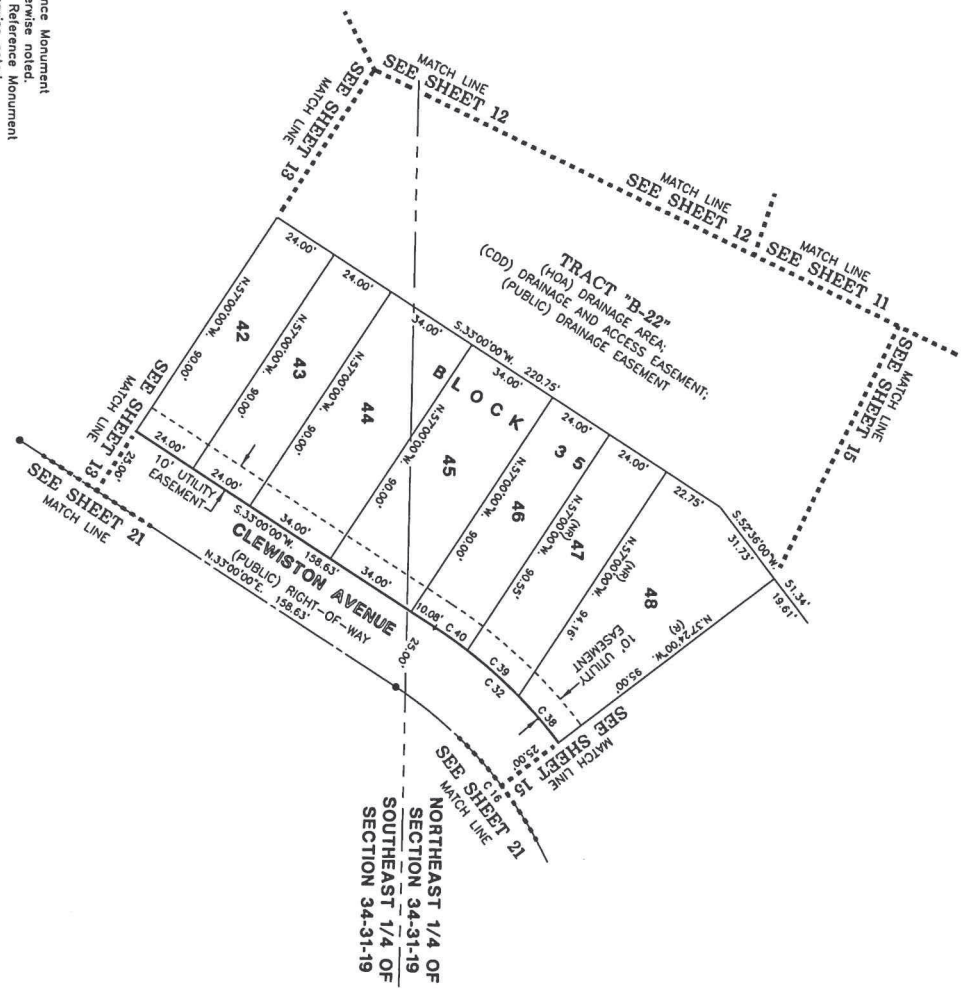 nce Monument
rwise noted.
Reference Monument
MATCH LINE
SEE SHEET 12
MATCH LINE
SEE SHEET 12
MATCH LINE
SEE SHEET 11
SEE SHEET 13
MATCH LINE
MATCH LINE
SEE SHEET 15
TRACT "B-22"
(HOA) DRAINAGE AREA;
(CDD) DRAINAGE AND ACCESS EASEMENT;
(PUBLIC) DRAINAGE EASEMENT
S.33°00'00"W. 220.75'
24.00'
24.00'
34.00'
34.00'
24.00'
24.00'
22.75'
S.52°36'00"W.
31.73'
51.34'
19.61'
BLOCK 35
42
N.57°00'00"W. 90.00'
43
N.57°00'00"W. 90.00'
44
N.57°00'00"W. 90.00'
45
N.57°00'00"W. 90.00'
46
N.57°00'00"W. 90.55'
(NR)
47
N.57°00'00"W. 94.16'
(NR)
48
N.37°24'00"W. 95.00'
(R)
N.57°00'00"W. 90.00'
10' UTILITY
EASEMENT
10' UTILITY
EASEMENT
24.00'
24.00'
34.00'
34.00'
10.08'
C 40
C 39
C 32
C 38
S.33°00'00"W. 158.63'
CLEWISTON AVENUE
(PUBLIC) RIGHT-OF-WAY
N.33°00'00"E. 158.63'
25.00'
25.00'
25.00'
SEE SHEET 13
MATCH LINE
SEE SHEET 21
MATCH LINE
SEE SHEET 15
MATCH LINE
C 16
SEE SHEET 21
MATCH LINE
NORTHEAST 1/4 OF
SECTION 34-31-19
SOUTHEAST 1/4 OF
SECTION 34-31-19